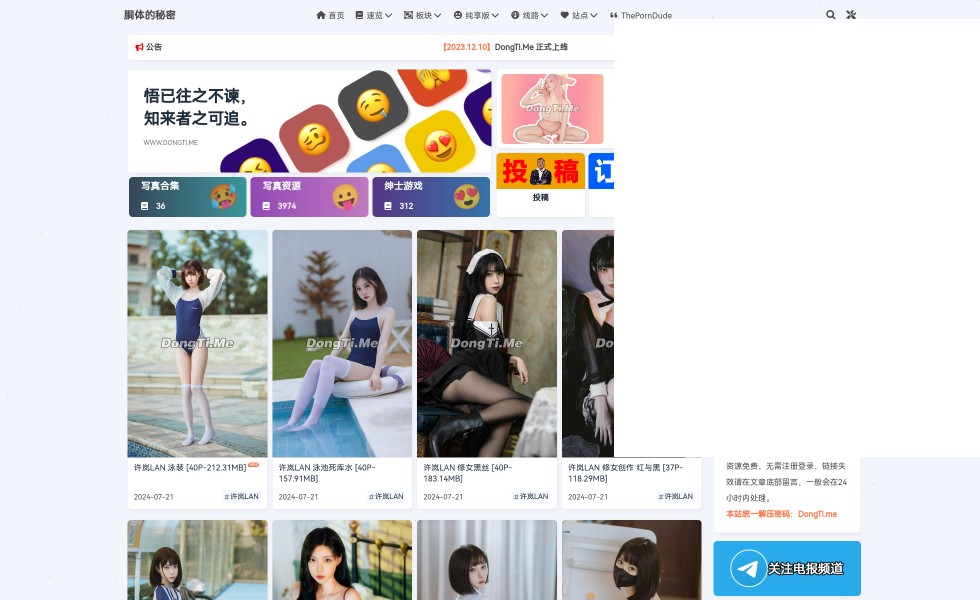 胴体的秘密
首页 速览 板块 纯享版 线路 站点 ThePornDude
公告
【2023.12.10】DongTi.Me 正式上线
悟已往之不谏，
知来者之可追。
WWW.DONGTI.ME
DongTi.Me
投稿
订
投稿
写真合集
36
写真资源
3974
绅士游戏
312
DongTi.Me
DongTi.Me
DongTi.Me
Do
许岚LAN 泳装 [40P-212.31MB]
2024-07-21 #许岚LAN
许岚LAN 泳池死库水 [40P-
157.91MB]
2024-07-21 #许岚LAN
许岚LAN 修女黑丝 [40P-
183.14MB]
2024-07-21 #许岚LAN
许岚LAN 修女创作 红与黑 [37P-
118.29MB]
2024-07-21 #许岚LAN
资源免费，无需注册登录，链接失
效请在文章底部留言，一般会在24
小时内处理。
本站统一解压密码：DongTi.me
关注电报频道